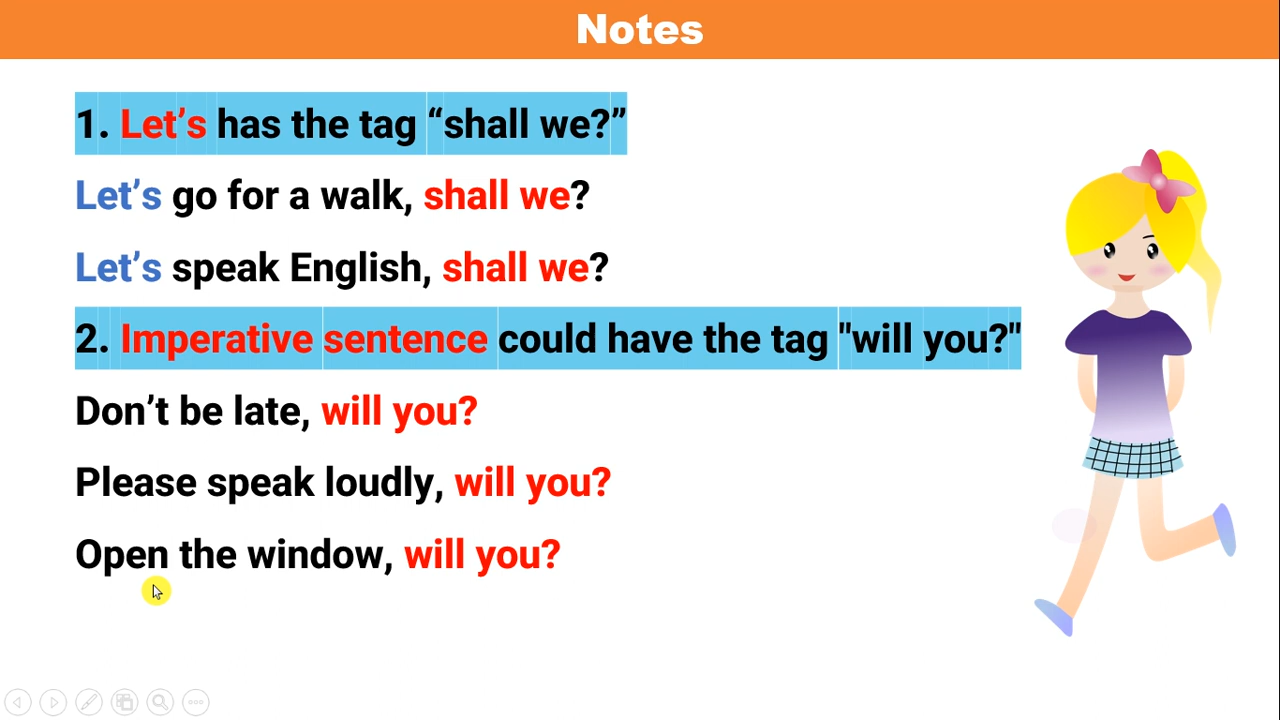 Notes
1. Let’s has the tag “shall we?”
Let’s go for a walk, shall we?
Let’s speak English, shall we?
2. Imperative sentence could have the tag "will you?"
Don’t be late, will you?
Please speak loudly, will you?
Open the window, will you?